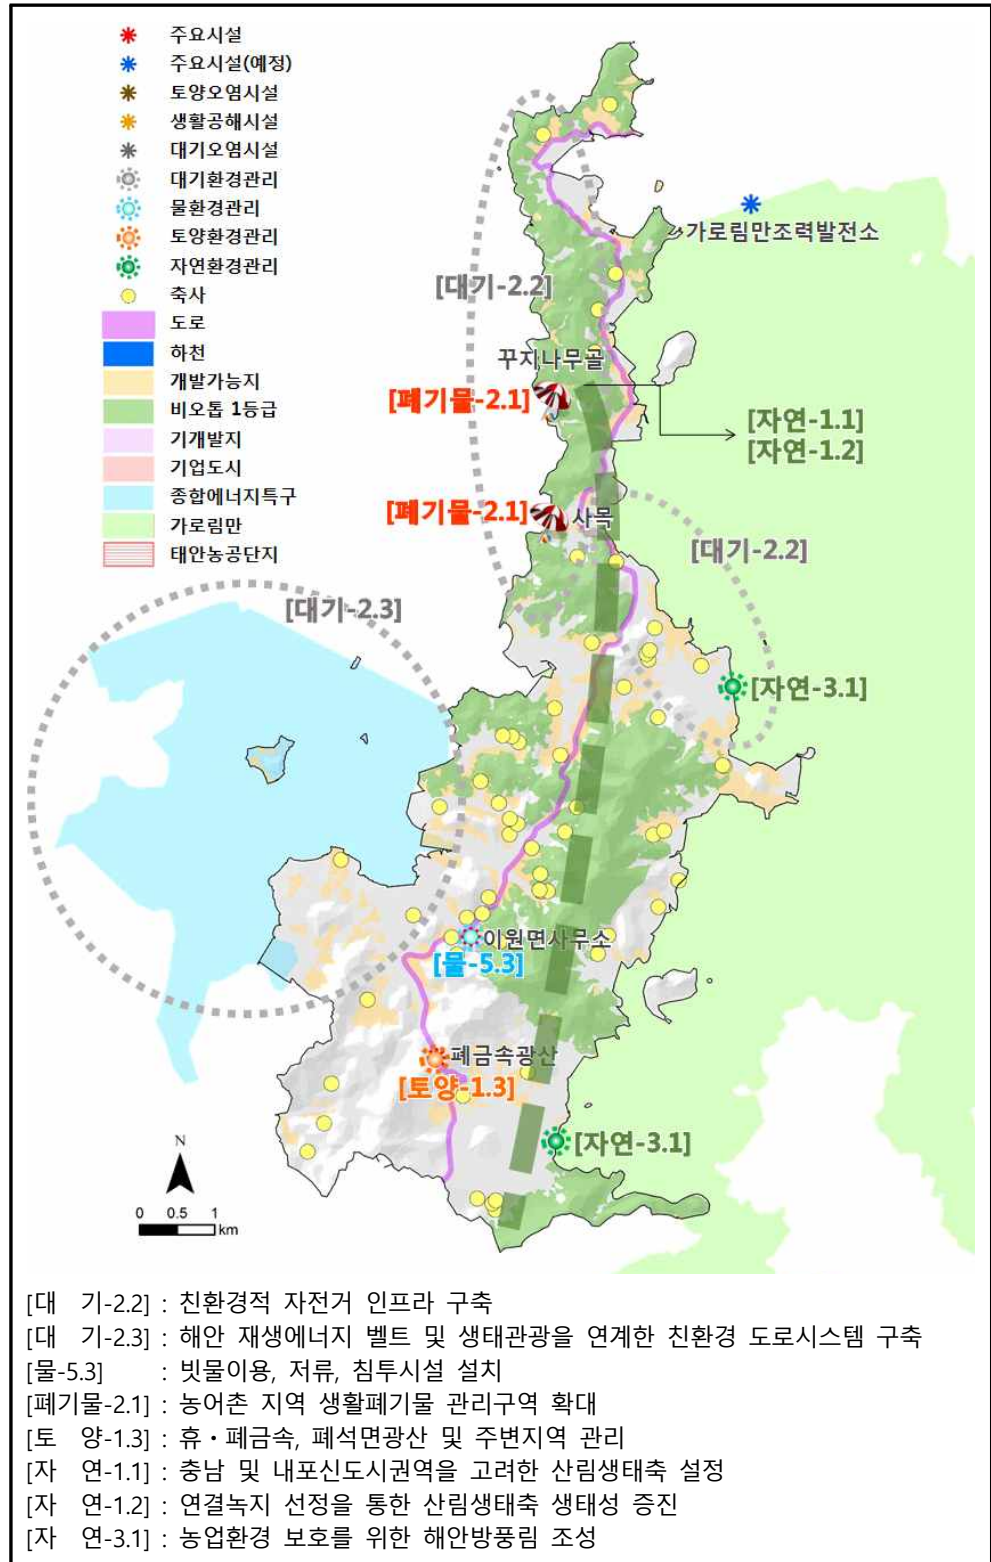 주요시설
주요시설(예정)
토양오염시설
생활공해시설
대기오염시설
대기환경관리
물환경관리
토양환경관리
자연환경관리
축사
도로
하천
개발가능지
비오톱 1등급
기개발지
기업도시
종합에너지특구
가로림만
태안농공단지
가로림만조력발전소
[대기-2.2]
꾸지나무골
[폐기물-2.1]
[자연-1.1]
[자연-1.2]
[폐기물-2.1]
사목
[대기-2.2]
[대기-2.3]
[자연-3.1]
이원면사무소
[물-5.3]
폐금속광산
[토양-1.3]
[자연-3.1]
N
0 0.5 1
km
[대 기-2.2] : 친환경적 자전거 인프라 구축
[대 기-2.3] : 해안 재생에너지 벨트 및 생태관광을 연계한 친환경 도로시스템 구축
[물-5.3] : 빗물이용, 저류, 침투시설 설치
[폐기물-2.1] : 농어촌 지역 생활폐기물 관리구역 확대
[토 양-1.3] : 휴・폐금속, 폐석면광산 및 주변지역 관리
[자 연-1.1] : 충남 및 내포신도시권역을 고려한 산림생태축 설정
[자 연-1.2] : 연결녹지 선정을 통한 산림생태축 생태성 증진
[자 연-3.1] : 농업환경 보호를 위한 해안방풍림 조성